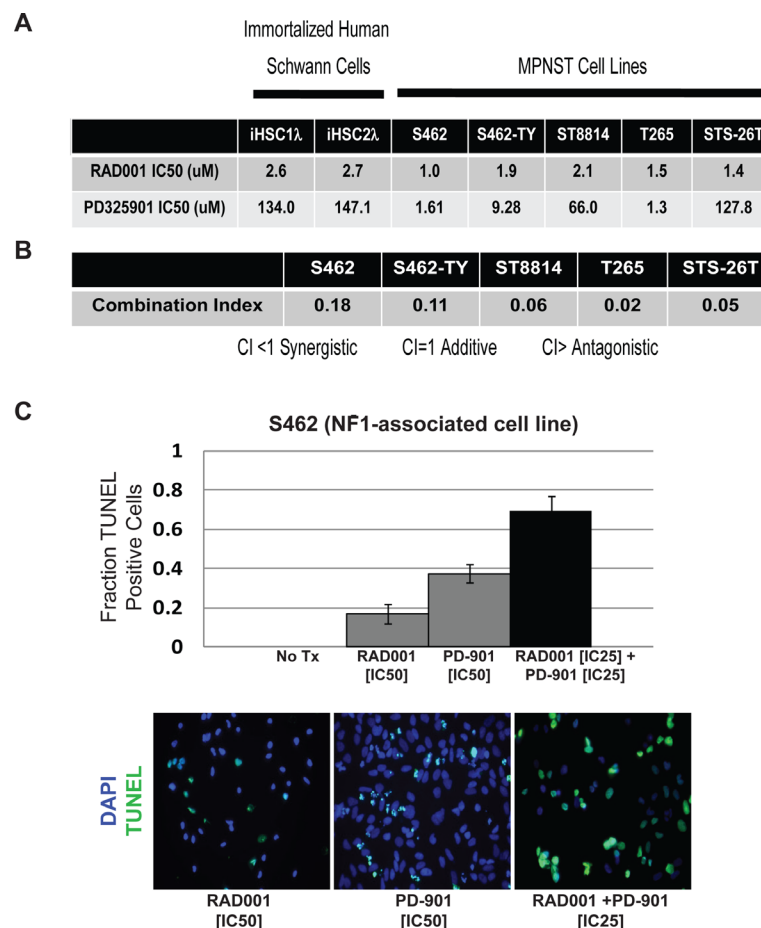 A
Immortalized Human
Schwann Cells
MPNST Cell Lines
iHSC1λ iHSC2λ S462 S462-TY ST8814 T265 STS-26T
RAD001 IC50 (uM) 2.6 2.7 1.0 1.9 2.1 1.5 1.4
PD325901 IC50 (uM) 134.0 147.1 1.61 9.28 66.0 1.3 127.8
B
S462 S462-TY ST8814 T265 STS-26T
Combination Index 0.18 0.11 0.06 0.02 0.05
CI <1 Synergistic CI=1 Additive CI> Antagonistic
C
S462 (NF1-associated cell line)
Fraction TUNEL
Positive Cells
1
0.8
0.6
0.4
0.2
0
No Tx RAD001 PD-901 RAD001 [IC25] +
[IC50] [IC50] PD-901 [IC25]
DAPI
TUNEL
RAD001 PD-901 RAD001 +PD-901
[IC50] [IC50] [IC25]